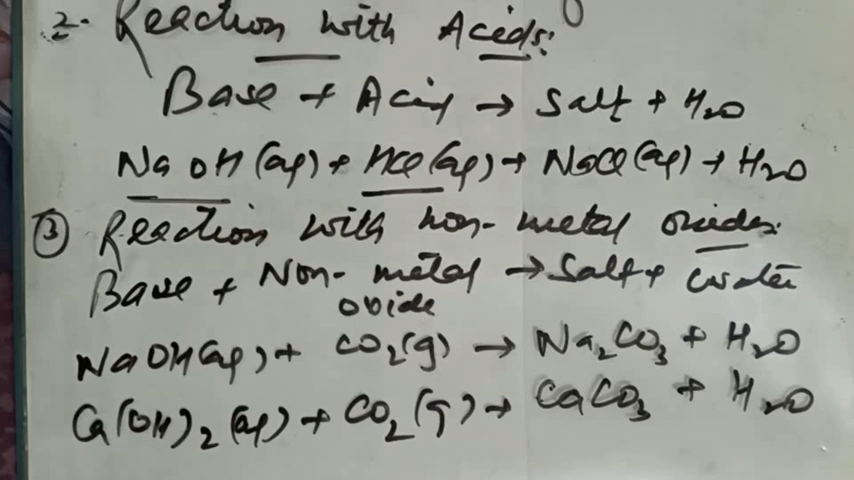 2. Reaction with Acids:
Base + Acid → Salt + H₂O
NaOH(aq) + HCl(aq) → NaCl(aq) + H₂O
③ Reaction with non-metal oxides:
Base + Non-metal oxide → Salt + water
NaOH(aq) + CO₂(g) → Na₂CO₃ + H₂O
Ca(OH)₂(aq) + CO₂(g) → CaCO₃ + H₂O